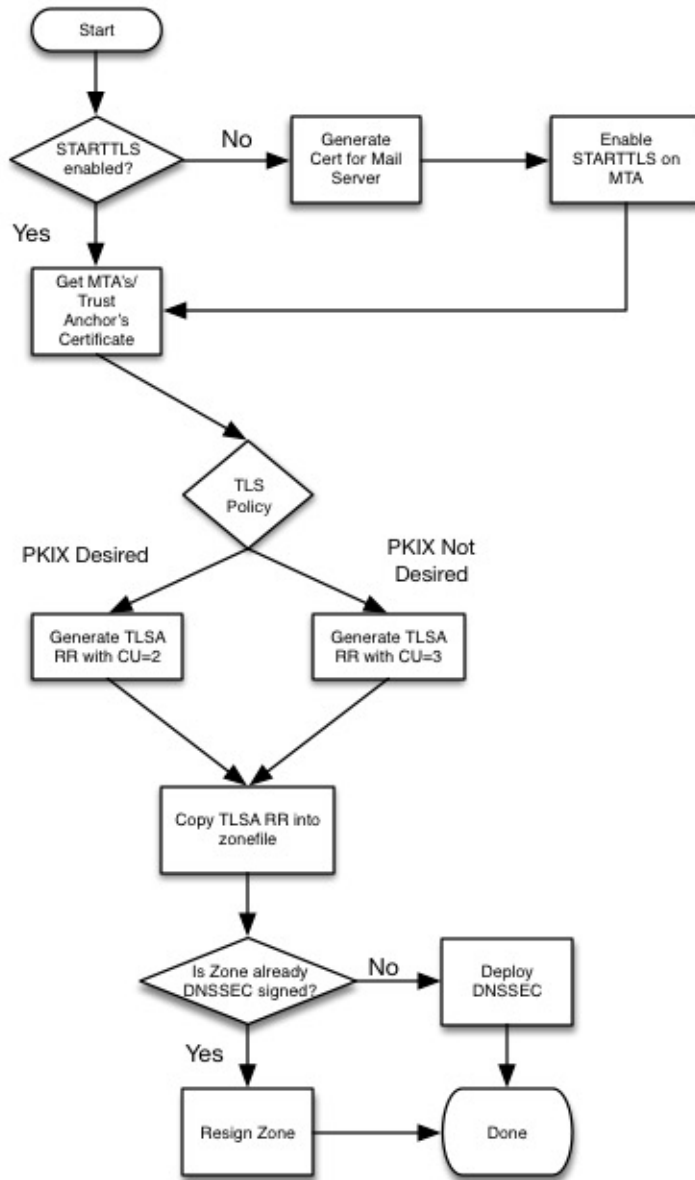 Start
STARTTLS
enabled?
No
Generate
Cert for Mail
Server
Enable
STARTTLS on
MTA
Yes
Get MTA's/
Trust
Anchor's
Certificate
TLS
Policy
PKIX Desired
PKIX Not
Desired
Generate TLSA
RR with CU=2
Generate TLSA
RR with CU=3
Copy TLSA RR into
zonefile
Is Zone already
DNSSEC signed?
No
Deploy
DNSSEC
Yes
Resign Zone
Done